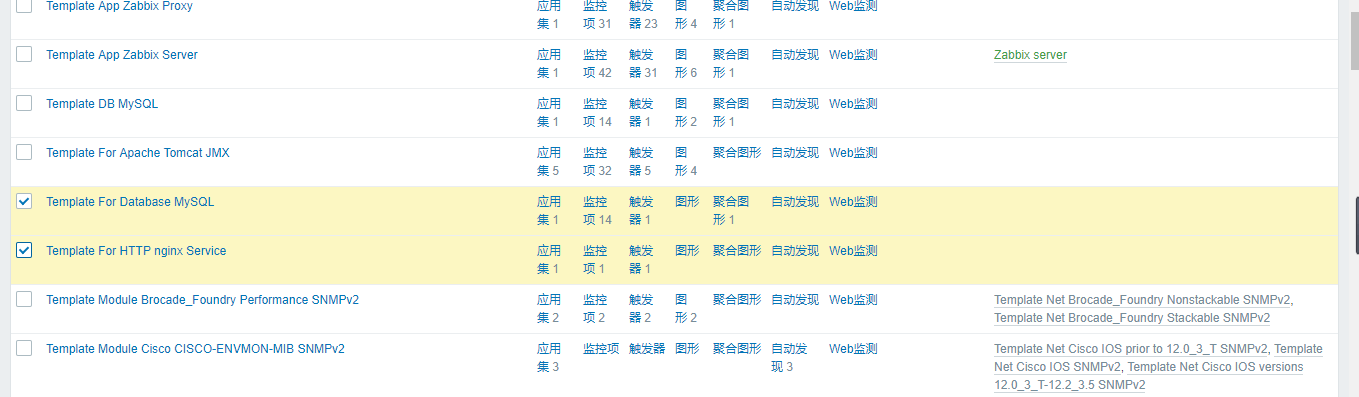 Template App Zabbix Proxy 应用 监控 触发 图 聚合图 自动发现 Web监测
集 1 项 31 器 23 形 4 形 1
Template App Zabbix Server 应用 监控 触发 图 聚合图 自动发现 Web监测 Zabbix server
集 1 项 42 器 31 形 6 形 1
Template DB MySQL 应用 监控 触发 图 聚合图 自动发现 Web监测
集 1 项 14 器 1 形 2 形 1
Template For Apache Tomcat JMX 应用 监控 触发 图 聚合图形 自动发现 Web监测
集 5 项 32 器 5 形 4
Template For Database MySQL 应用 监控 触发 图形 聚合图 自动发现 Web监测
集 1 项 14 器 1 形 1
Template For HTTP nginx Service 应用 监控 触发 图形 聚合图形 自动发现 Web监测
集 1 项 1 器 1
Template Module Brocade_Foundry Performance SNMPv2 应用 监控 触发 图 聚合图形 自动发现 Web监测 Template Net Brocade_Foundry Nonstackable SNMPv2,
集 2 项 2 器 2 形 2 Template Net Brocade_Foundry Stackable SNMPv2
Template Module Cisco CISCO-ENVMON-MIB SNMPv2 应用 监控项 触发器 图形 聚合图形 自动发 Web监测 Template Net Cisco IOS prior to 12.0_3_T SNMPv2, Template
集 3 现 3 Net Cisco IOS SNMPv2, Template Net Cisco IOS versions
12.0_3_T-12.2_3.5 SNMPv2